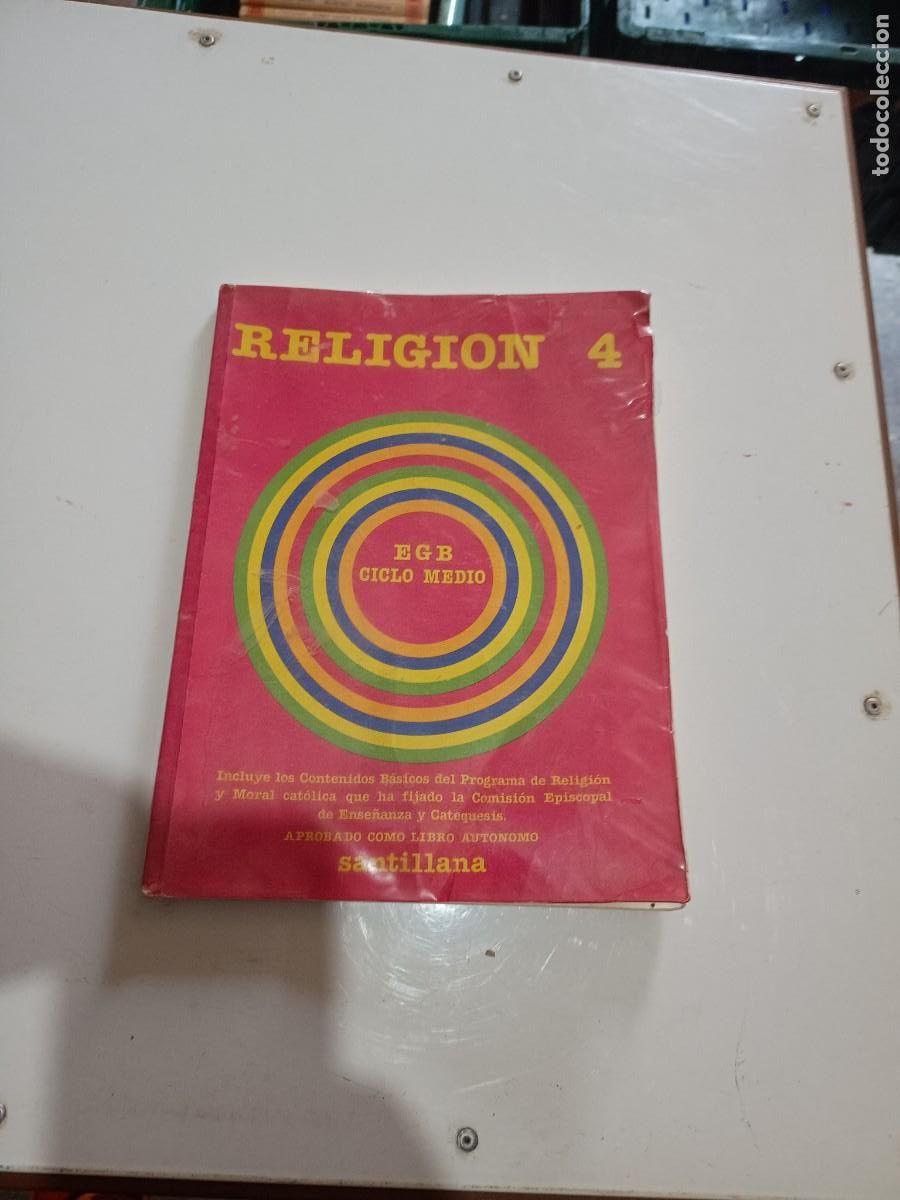 todocoleccion
RELIGION 4
EGB
CICLO MEDIO
Incluye los Contenidos Básicos del Programa de Religión
y Moral católica que ha fijado la Comisión Episcopal
de Enseñanza y Catequesis.
APROBADO COMO LIBRO AUTONOMO
santillana